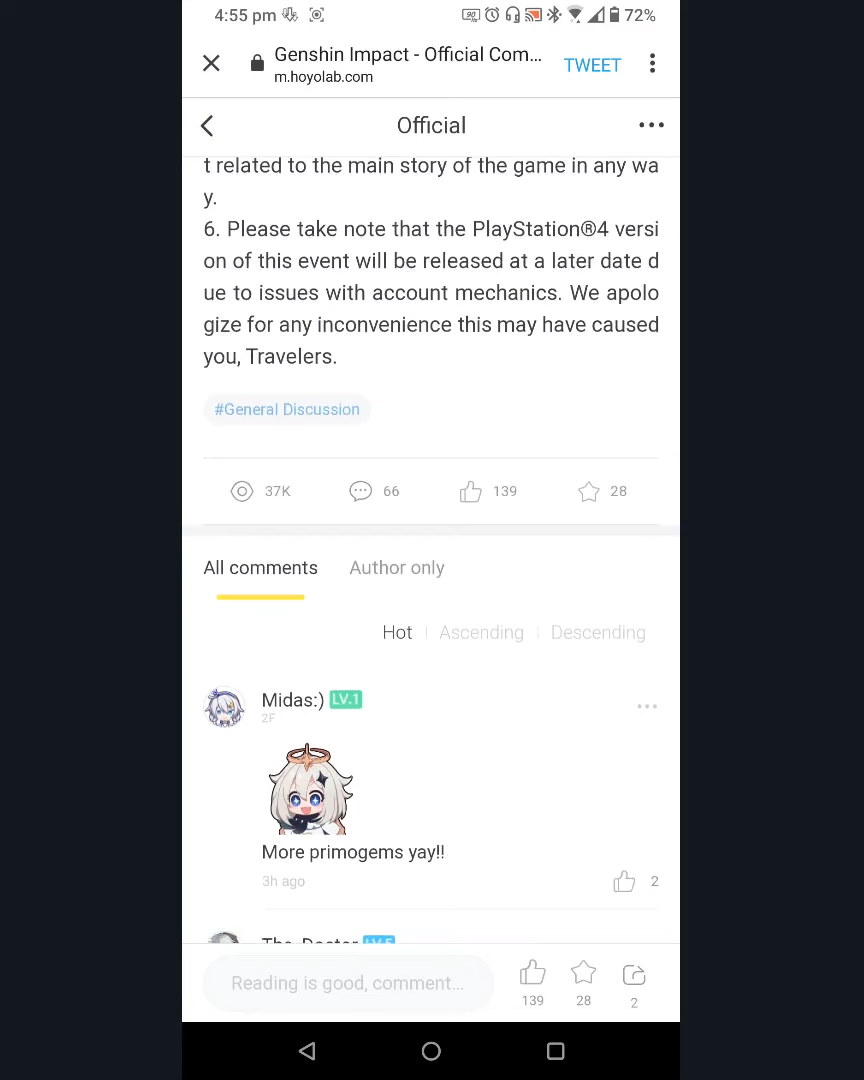 4:55 pm 72%
Genshin Impact - Official Com...
m.hoyolab.com
TWEET
Official
t related to the main story of the game in any wa
y.
6. Please take note that the PlayStation®4 versi
on of this event will be released at a later date d
ue to issues with account mechanics. We apolo
gize for any inconvenience this may have caused
you, Travelers.
#General Discussion
37K 66 139 28
All comments Author only
Hot Ascending Descending
Midas:) LV.1
2F
More primogems yay!!
3h ago 2
The_Doctor LV.5
Reading is good, comment...
139 28 2